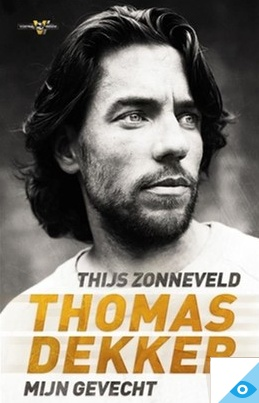 THIJS ZONNEVELD
THOMAS
DEKKER
MIJN GEVECHT